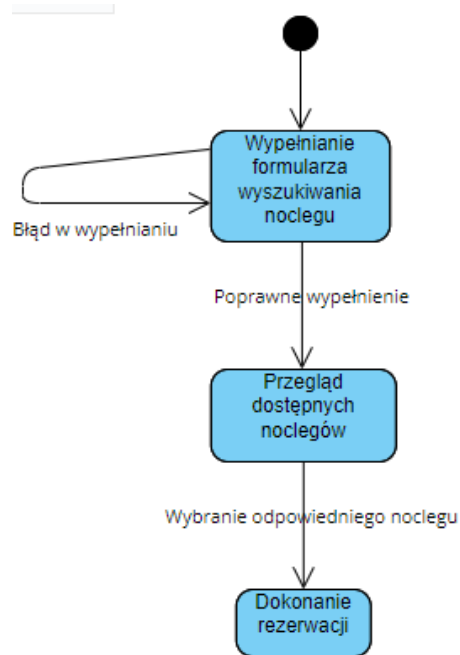 Wypełnianie
formularza
wyszukiwania
noclegu
Błąd w wypełnianiu
Poprawne wypełnienie
Przegląd
dostępnych
noclegów
Wybranie odpowiedniego noclegu
Dokonanie
rezerwacji